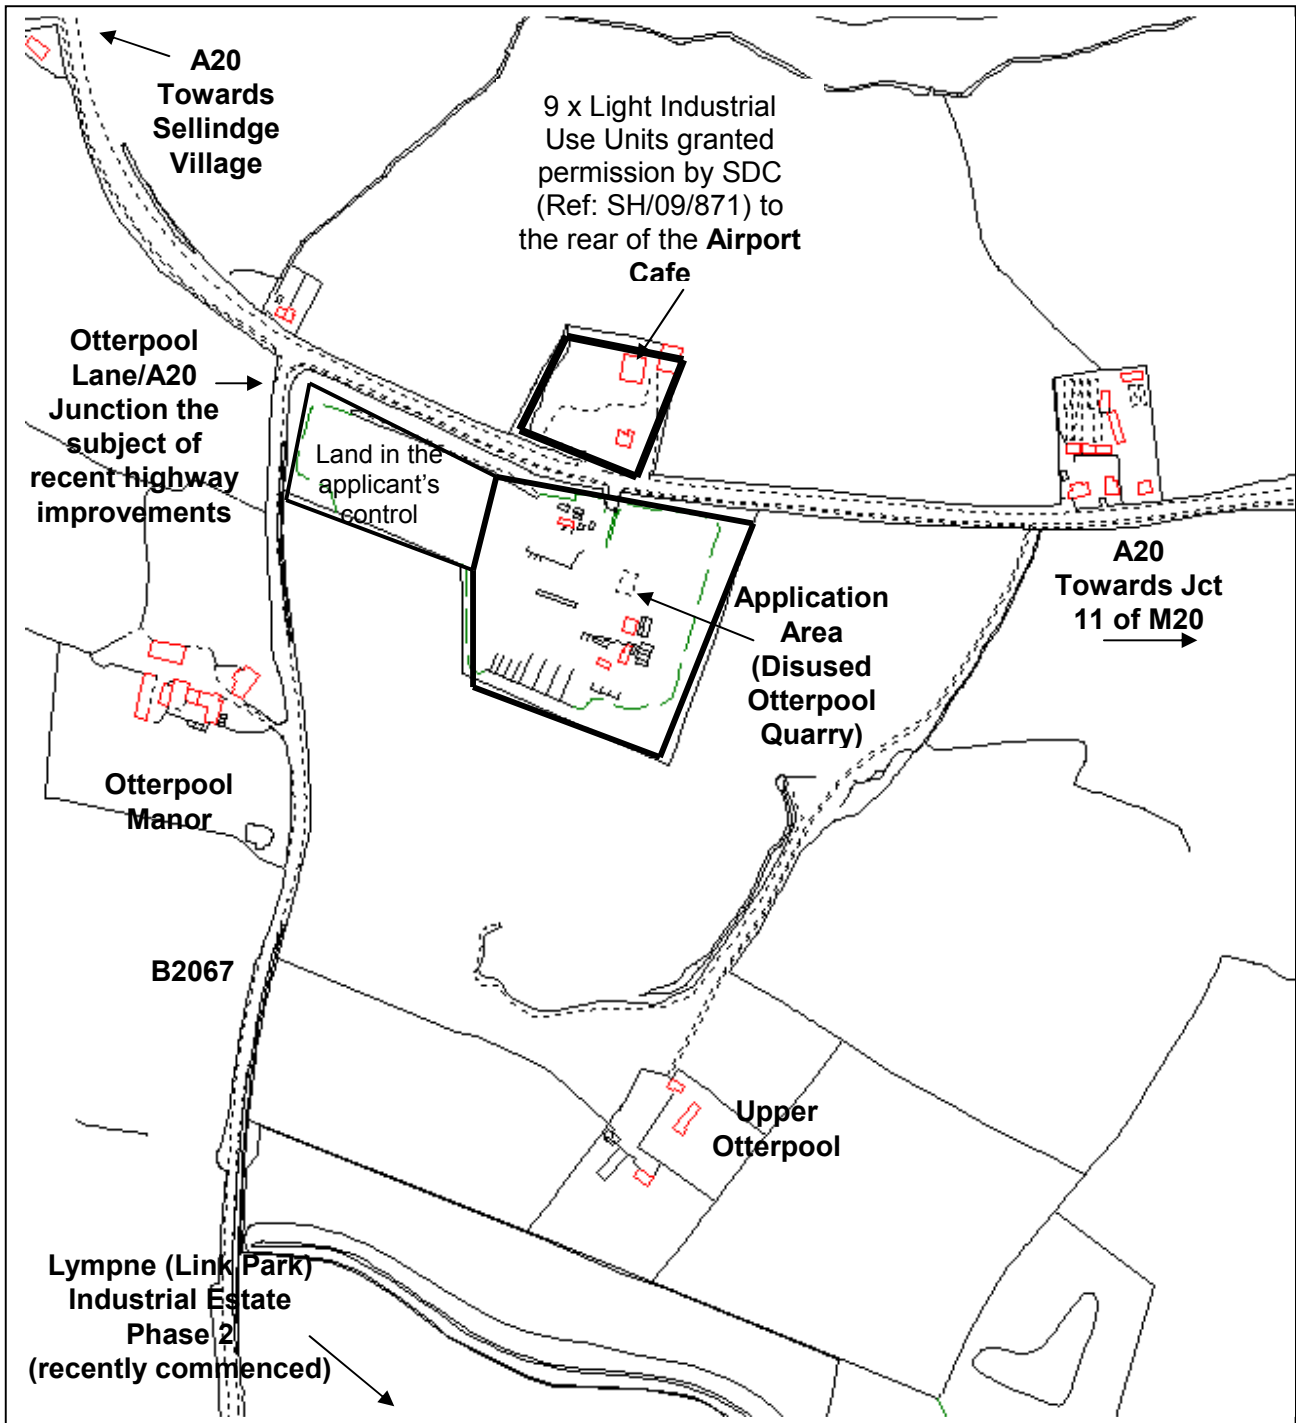 A20
Towards
Sellindge
Village
9 x Light Industrial
Use Units granted
permission by SDC
(Ref: SH/09/871) to
the rear of the Airport
Cafe
Otterpool
Lane/A20
Junction the
subject of
recent highway
improvements
Land in the
applicant's
control
Application
Area
(Disused
Otterpool
Quarry)
A20
Towards Jct
11 of M20
Otterpool
Manor
B2067
Upper
Otterpool
Lympne (Link Park)
Industrial Estate
Phase 2
(recently commenced)